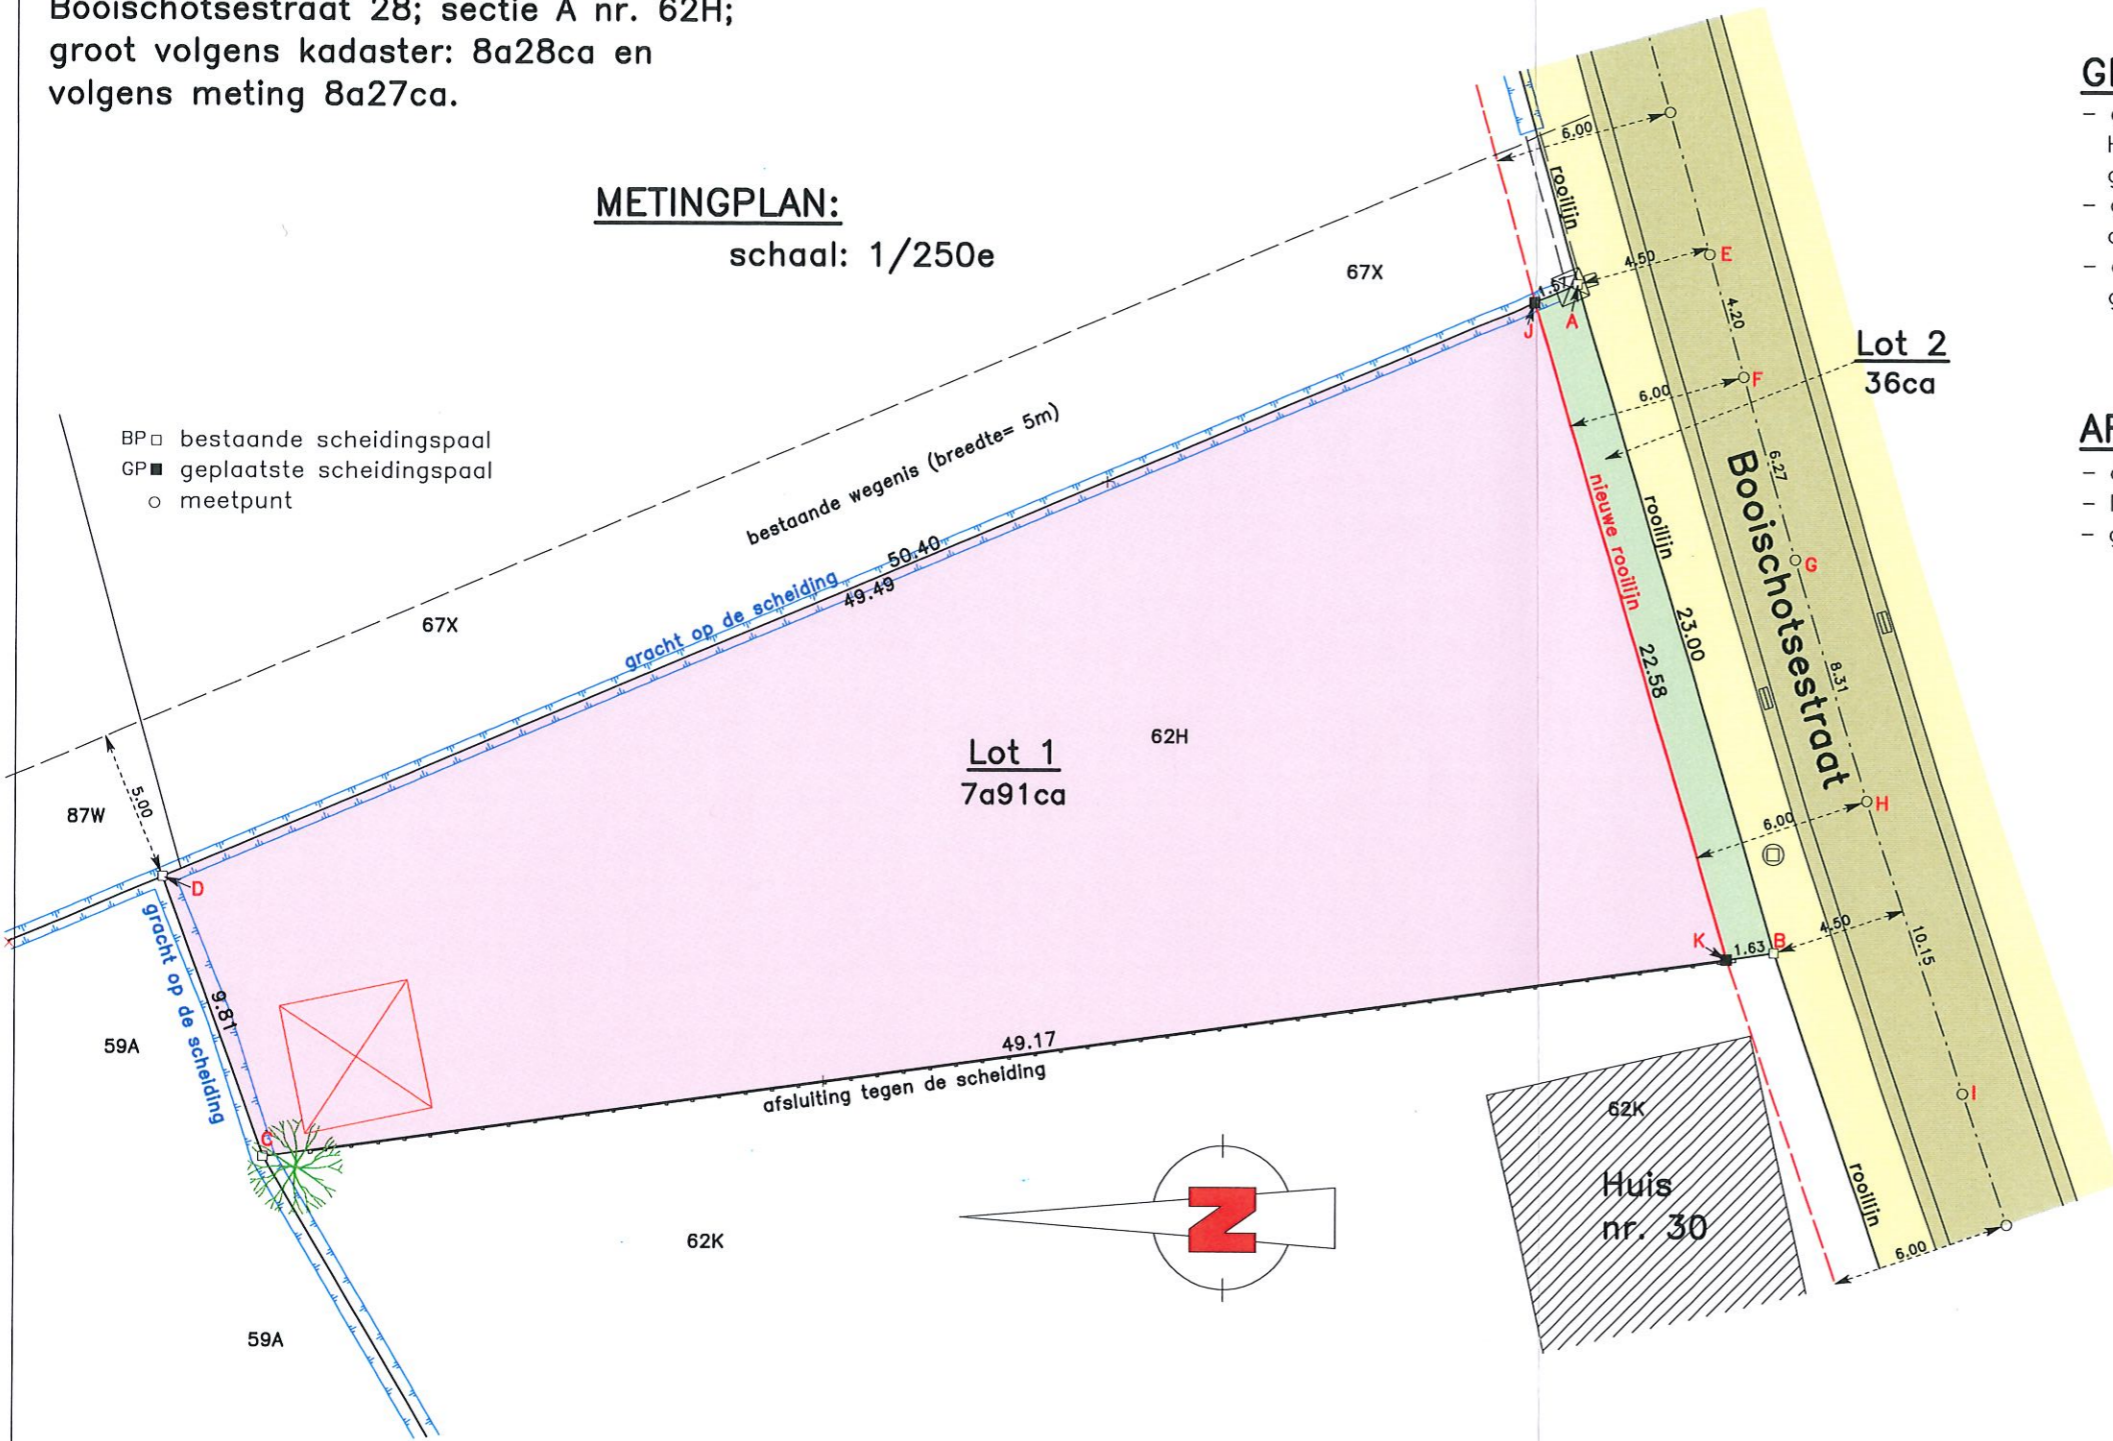 Booischotsestraat 28; sectie A nr. 62H;
groot volgens kadaster: 8a28ca en
volgens meting 8a27ca.
METINGPLAN:
schaal: 1/250e
BP□ bestaande scheidingspaal
GP■ geplaatste scheidingspaal
○ meetpunt
67X
67X
87W
5.00
bestaande wegenis (breedte= 5m)
gracht op de scheiding
50.40
49.49
D
gracht op de scheiding
9.81
C
59A
59A
Lot 1
7a91ca
62H
49.17
afsluiting tegen de scheiding
62K
N
62K
Huis
nr. 30
6.00
rooilijn
1.57
J
A
4.50
E
4.20
F
6.00
Lot 2
36ca
nieuwe rooilijn
rooilijn
22.58
23.00
6.27
G
Booischotsestraat
8.31
H
6.00
K
1.63
B
4.50
10.15
I
rooilijn
6.00